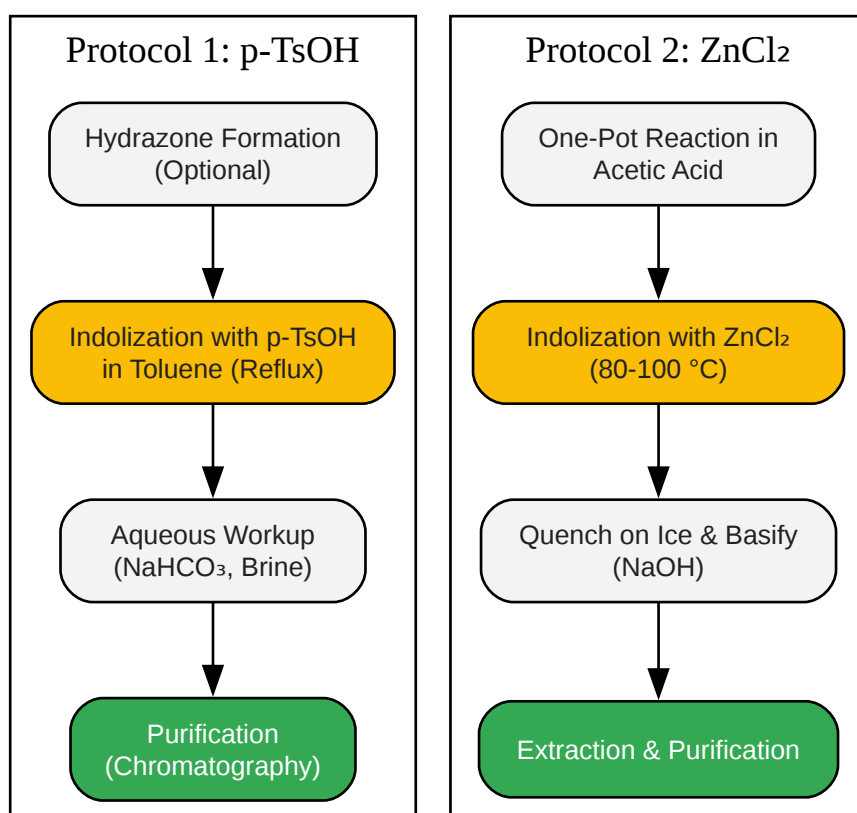 Protocol 1: p-TsOH
Hydrazone Formation
(Optional)
Indolization with p-TsOH
in Toluene (Reflux)
Aqueous Workup
(NaHCO₃, Brine)
Purification
(Chromatography)
Protocol 2: ZnCl₂
One-Pot Reaction in
Acetic Acid
Indolization with ZnCl₂
(80-100 °C)
Quench on Ice & Basify
(NaOH)
Extraction & Purification